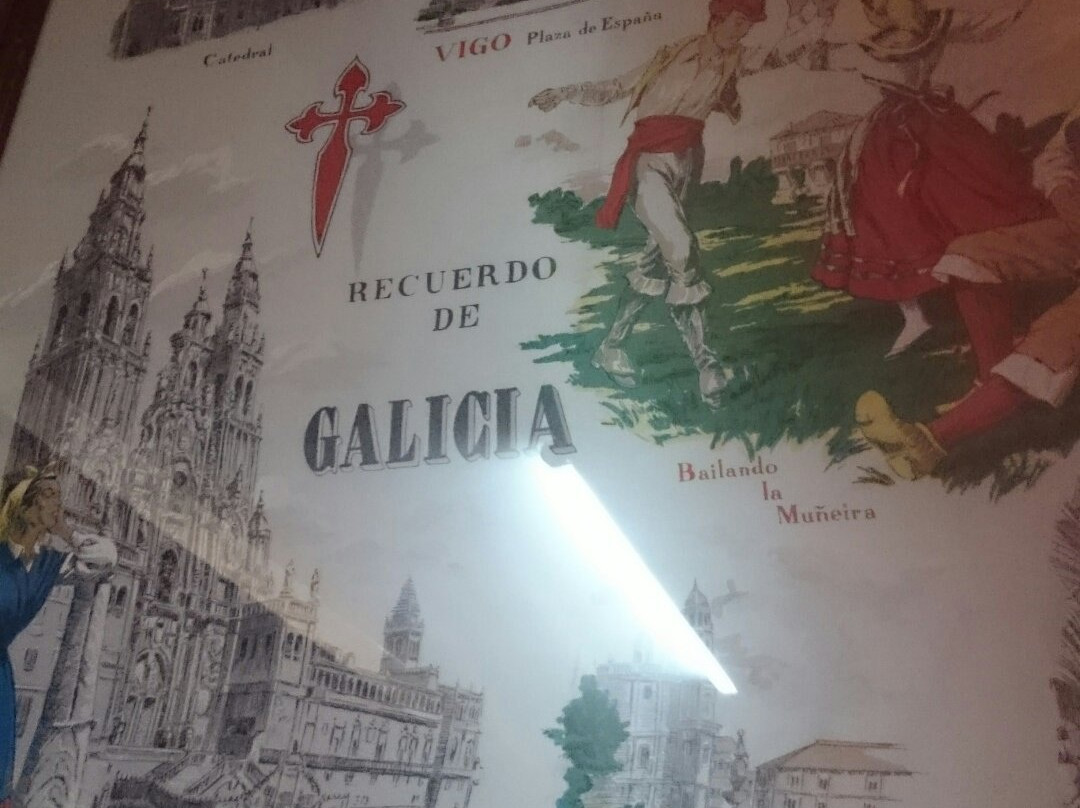 Catedral
VIGO Plaza de España
RECUERDO
DE
GALICIA
Bailando
la
Muñeira